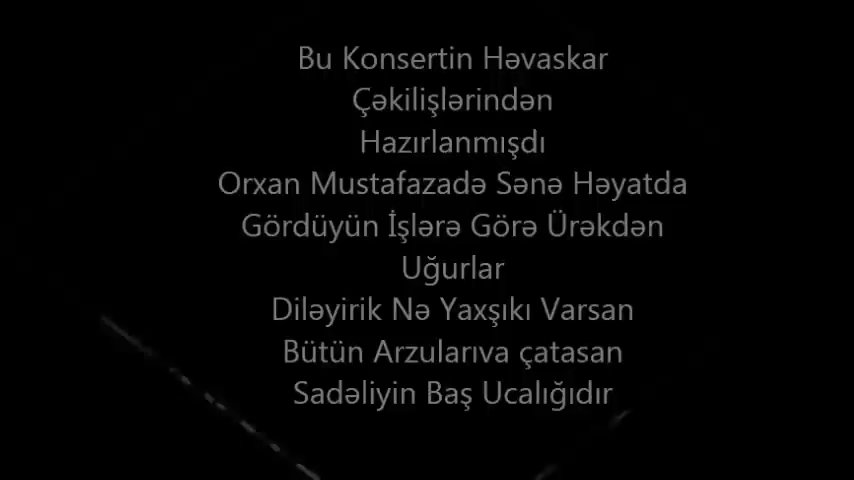 Bu Konsertin Həvaskar
Çəkilişlərindən
Hazırlanmışdı
Orxan Mustafazadə Sənə Həyatda
Gördüyün İşlərə Görə Ürəkdən
Uğurlar
Diləyirik Nə Yaxşıkı Varsan
Bütün Arzularıva çatasan
Sadəliyin Baş Ucalığıdır